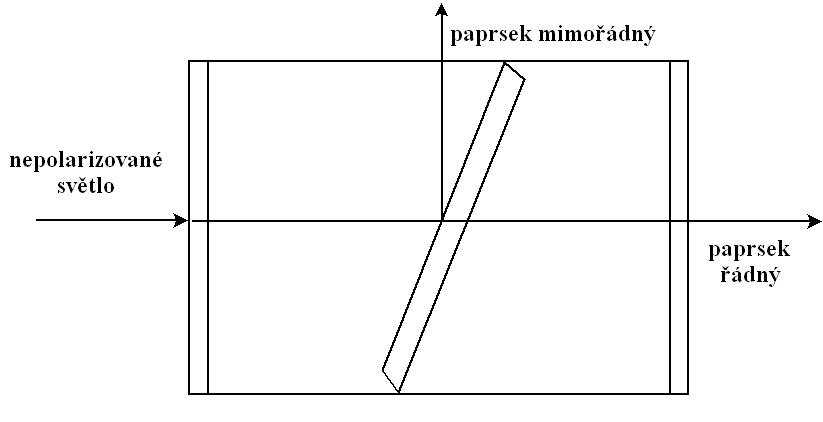 paprsek mimořádný
nepolarizované
světlo
paprsek
řádný